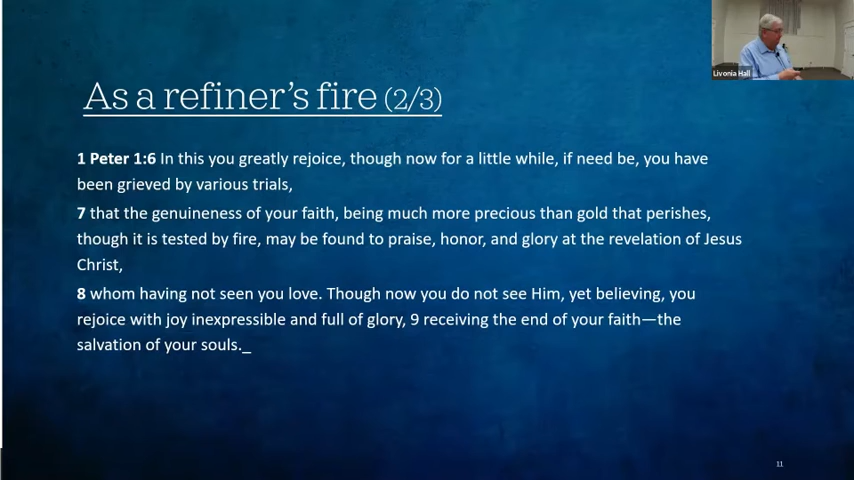 Livonia Hall
As a refiner's fire (2/3)
1 Peter 1:6 In this you greatly rejoice, though now for a little while, if need be, you have
been grieved by various trials,
7 that the genuineness of your faith, being much more precious than gold that perishes,
though it is tested by fire, may be found to praise, honor, and glory at the revelation of Jesus
Christ,
8 whom having not seen you love. Though now you do not see Him, yet believing, you
rejoice with joy inexpressible and full of glory, 9 receiving the end of your faith—the
salvation of your souls._
11